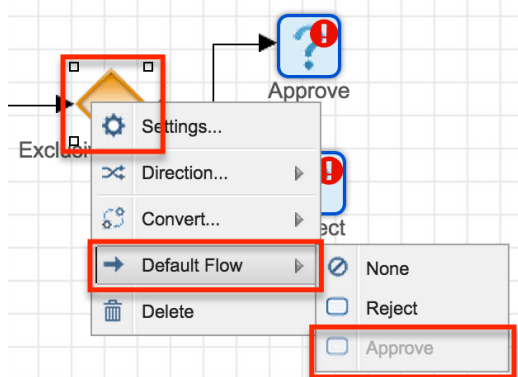 Approve
Exclusi
Settings...
Direction...
Convert...
ect
Default Flow
None
Delete
Reject
Approve